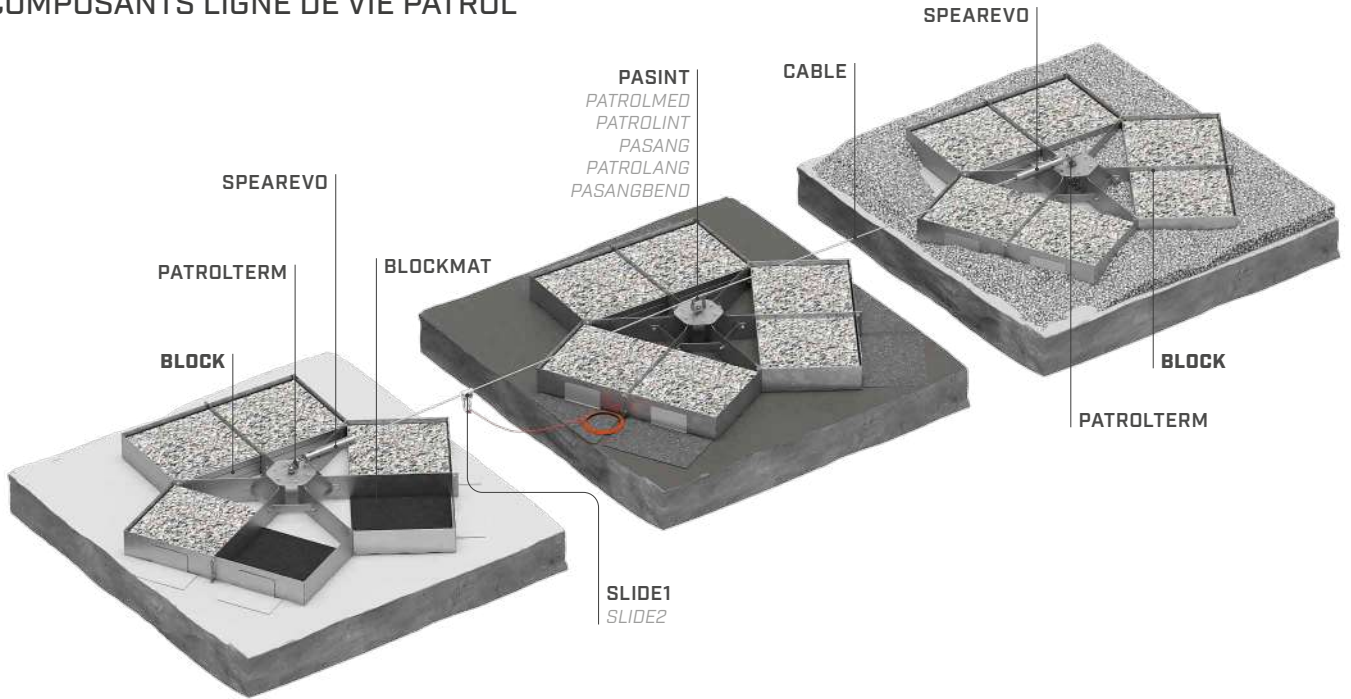 COMPOSANTS LIGNE DE VIE PATROL
SPEAREVO
PASINT
PATROLMED
PATROLINT
PASANG
PATROLANG
PASANGBEND
CABLE
SPEAREVO
PATROLTERM
BLOCKMAT
BLOCK
BLOCK
PATROLTERM
SLIDE1
SLIDE2